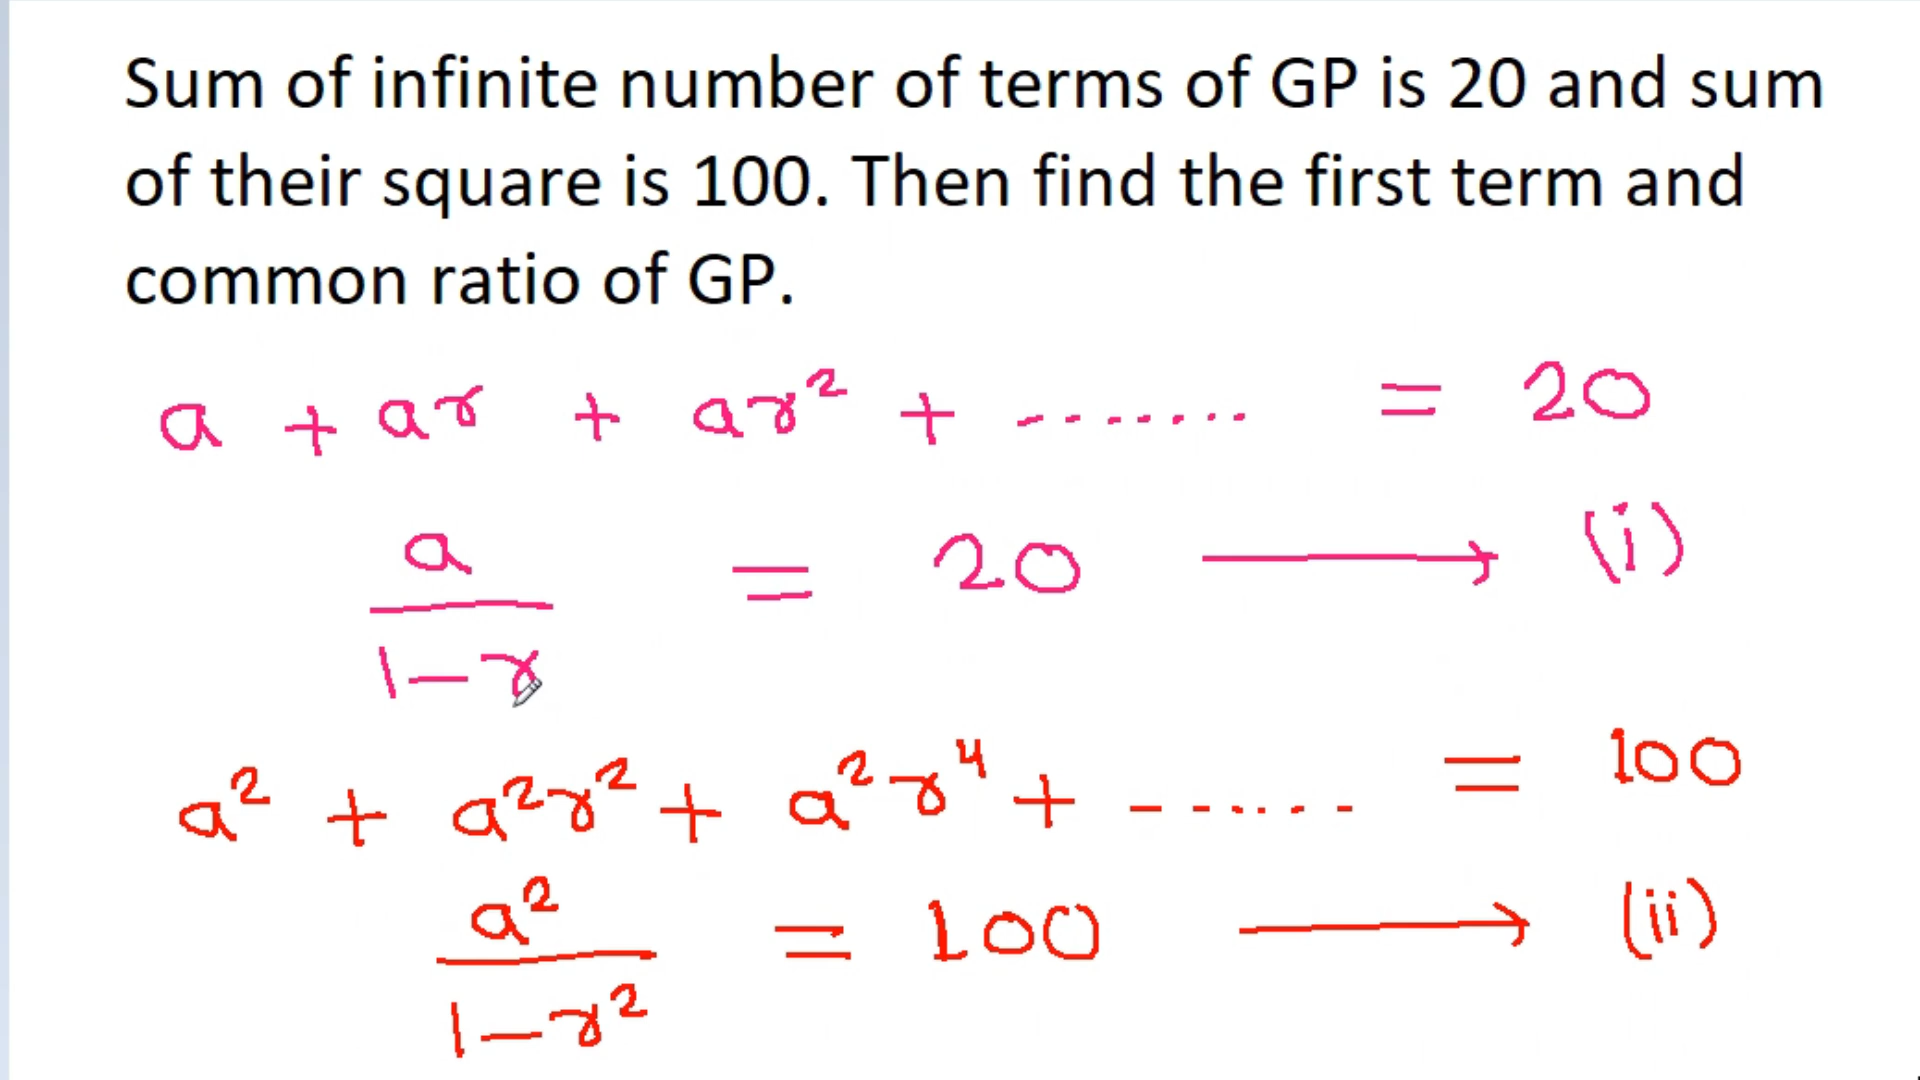 Sum of infinite number of terms of GP is 20 and sum
of their square is 100. Then find the first term and
common ratio of GP.
a + ar + ar² + ........ = 20
a/(1-r) = 20 → (i)
a² + a²r² + a²r⁴ + ....... = 100
a²/(1-r²) = 100 → (ii)